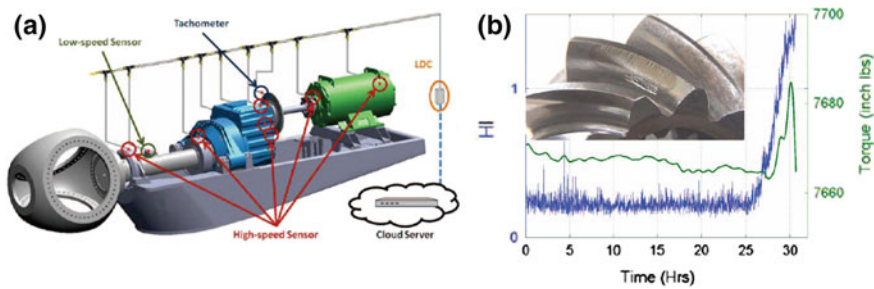 (a)
Tachometer
Low-speed Sensor
LDC
High-speed Sensor
Cloud Server
(b)
HI
1
0
7700
7680
7660
Torque (inch lbs)
0 5 10 15 20 25 30
Time (Hrs)